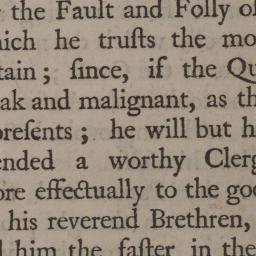 the Fault and Folly of
hich he truſts the mo
tain; ſince, if the Qu
ak and malignant, as th
preſents; he will but h
ended a worthy Clerg
ore effectually to the goo
his reverend Brethren,
him the faſter in the